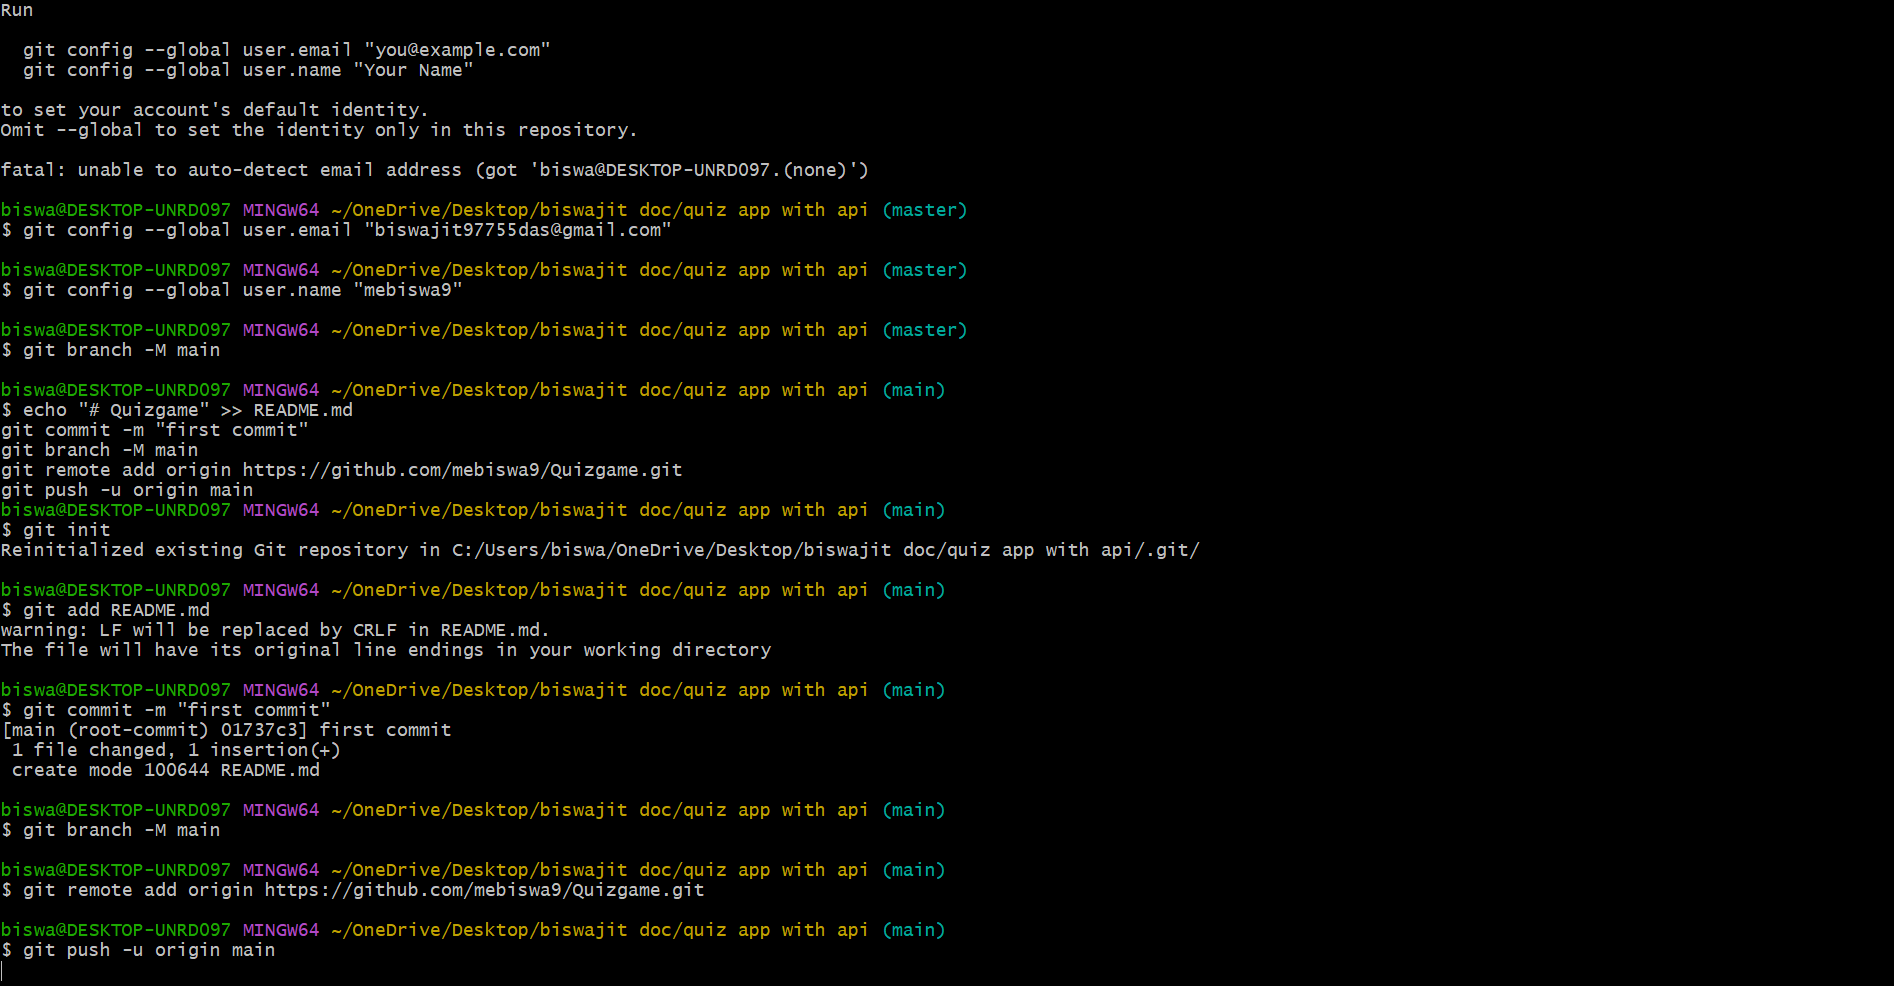 Run
git config --global user.email "you@example.com"
git config --global user.name "Your Name"
to set your account's default identity.
Omit --global to set the identity only in this repository.
fatal: unable to auto-detect email address (got 'biswa@DESKTOP-UNRD097.(none)')
biswa@DESKTOP-UNRD097 MINGW64 ~/OneDrive/Desktop/biswajit doc/quiz app with api (master)
$ git config --global user.email "biswajit97755das@gmail.com"
biswa@DESKTOP-UNRD097 MINGW64 ~/OneDrive/Desktop/biswajit doc/quiz app with api (master)
$ git config --global user.name "mebiswa9"
biswa@DESKTOP-UNRD097 MINGW64 ~/OneDrive/Desktop/biswajit doc/quiz app with api (master)
$ git branch -M main
biswa@DESKTOP-UNRD097 MINGW64 ~/OneDrive/Desktop/biswajit doc/quiz app with api (main)
$ echo "# Quizgame" >> README.md
git commit -m "first commit"
git branch -M main
git remote add origin https://github.com/mebiswa9/Quizgame.git
git push -u origin main
biswa@DESKTOP-UNRD097 MINGW64 ~/OneDrive/Desktop/biswajit doc/quiz app with api (main)
$ git init
Reinitialized existing Git repository in C:/Users/biswa/OneDrive/Desktop/biswajit doc/quiz app with api/.git/
biswa@DESKTOP-UNRD097 MINGW64 ~/OneDrive/Desktop/biswajit doc/quiz app with api (main)
$ git add README.md
warning: LF will be replaced by CRLF in README.md.
The file will have its original line endings in your working directory
biswa@DESKTOP-UNRD097 MINGW64 ~/OneDrive/Desktop/biswajit doc/quiz app with api (main)
$ git commit -m "first commit"
[main (root-commit) 01737c3] first commit
1 file changed, 1 insertion(+)
create mode 100644 README.md
biswa@DESKTOP-UNRD097 MINGW64 ~/OneDrive/Desktop/biswajit doc/quiz app with api (main)
$ git branch -M main
biswa@DESKTOP-UNRD097 MINGW64 ~/OneDrive/Desktop/biswajit doc/quiz app with api (main)
$ git remote add origin https://github.com/mebiswa9/Quizgame.git
biswa@DESKTOP-UNRD097 MINGW64 ~/OneDrive/Desktop/biswajit doc/quiz app with api (main)
$ git push -u origin main